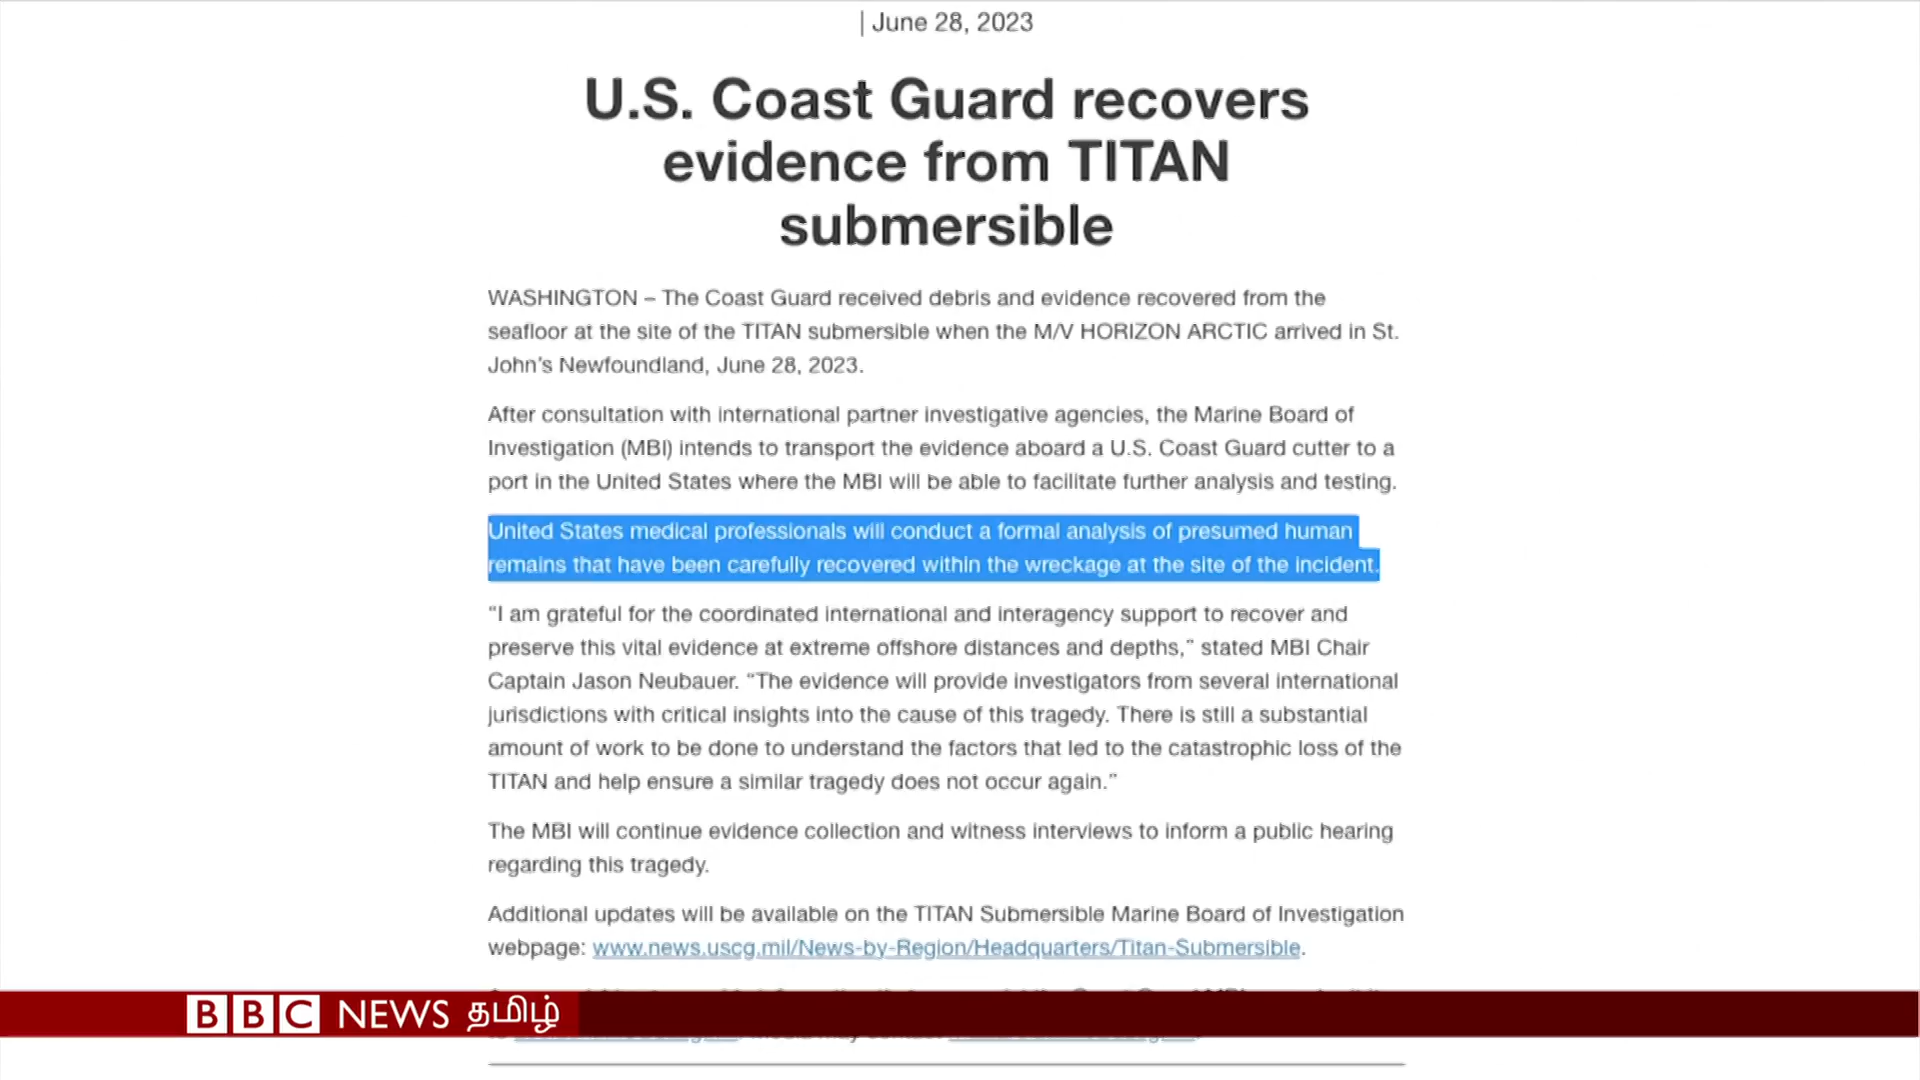 | June 28, 2023
U.S. Coast Guard recovers
evidence from TITAN
submersible
WASHINGTON – The Coast Guard received debris and evidence recovered from the
seafloor at the site of the TITAN submersible when the M/V HORIZON ARCTIC arrived in St.
John’s Newfoundland, June 28, 2023.
After consultation with international partner investigative agencies, the Marine Board of
Investigation (MBI) intends to transport the evidence aboard a U.S. Coast Guard cutter to a
port in the United States where the MBI will be able to facilitate further analysis and testing.
United States medical professionals will conduct a formal analysis of presumed human
remains that have been carefully recovered within the wreckage at the site of the incident.
“I am grateful for the coordinated international and interagency support to recover and
preserve this vital evidence at extreme offshore distances and depths,” stated MBI Chair
Captain Jason Neubauer. “The evidence will provide investigators from several international
jurisdictions with critical insights into the cause of this tragedy. There is still a substantial
amount of work to be done to understand the factors that led to the catastrophic loss of the
TITAN and help ensure a similar tragedy does not occur again.”
The MBI will continue evidence collection and witness interviews to inform a public hearing
regarding this tragedy.
Additional updates will be available on the TITAN Submersible Marine Board of Investigation
webpage: www.news.uscg.mil/News-by-Region/Headquarters/Titan-Submersible.
BBC NEWS தமிழ்